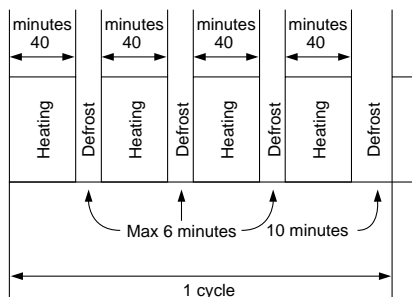 minutes minutes minutes minutes
40 40 40 40
Heating Defrost Heating Defrost Heating Defrost Heating Defrost
Max 6 minutes 10 minutes
1 cycle